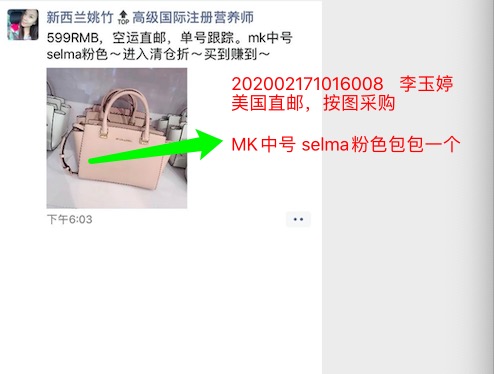 新西兰姚竹 TOP 高级国际注册营养师
599RMB，空运直邮，单号跟踪。mk中号
selma粉色～进入清仓折～买到赚到～
202002171016008 李玉婷
美国直邮，按图采购
MK中号 selma粉色包包一个
下午6:03